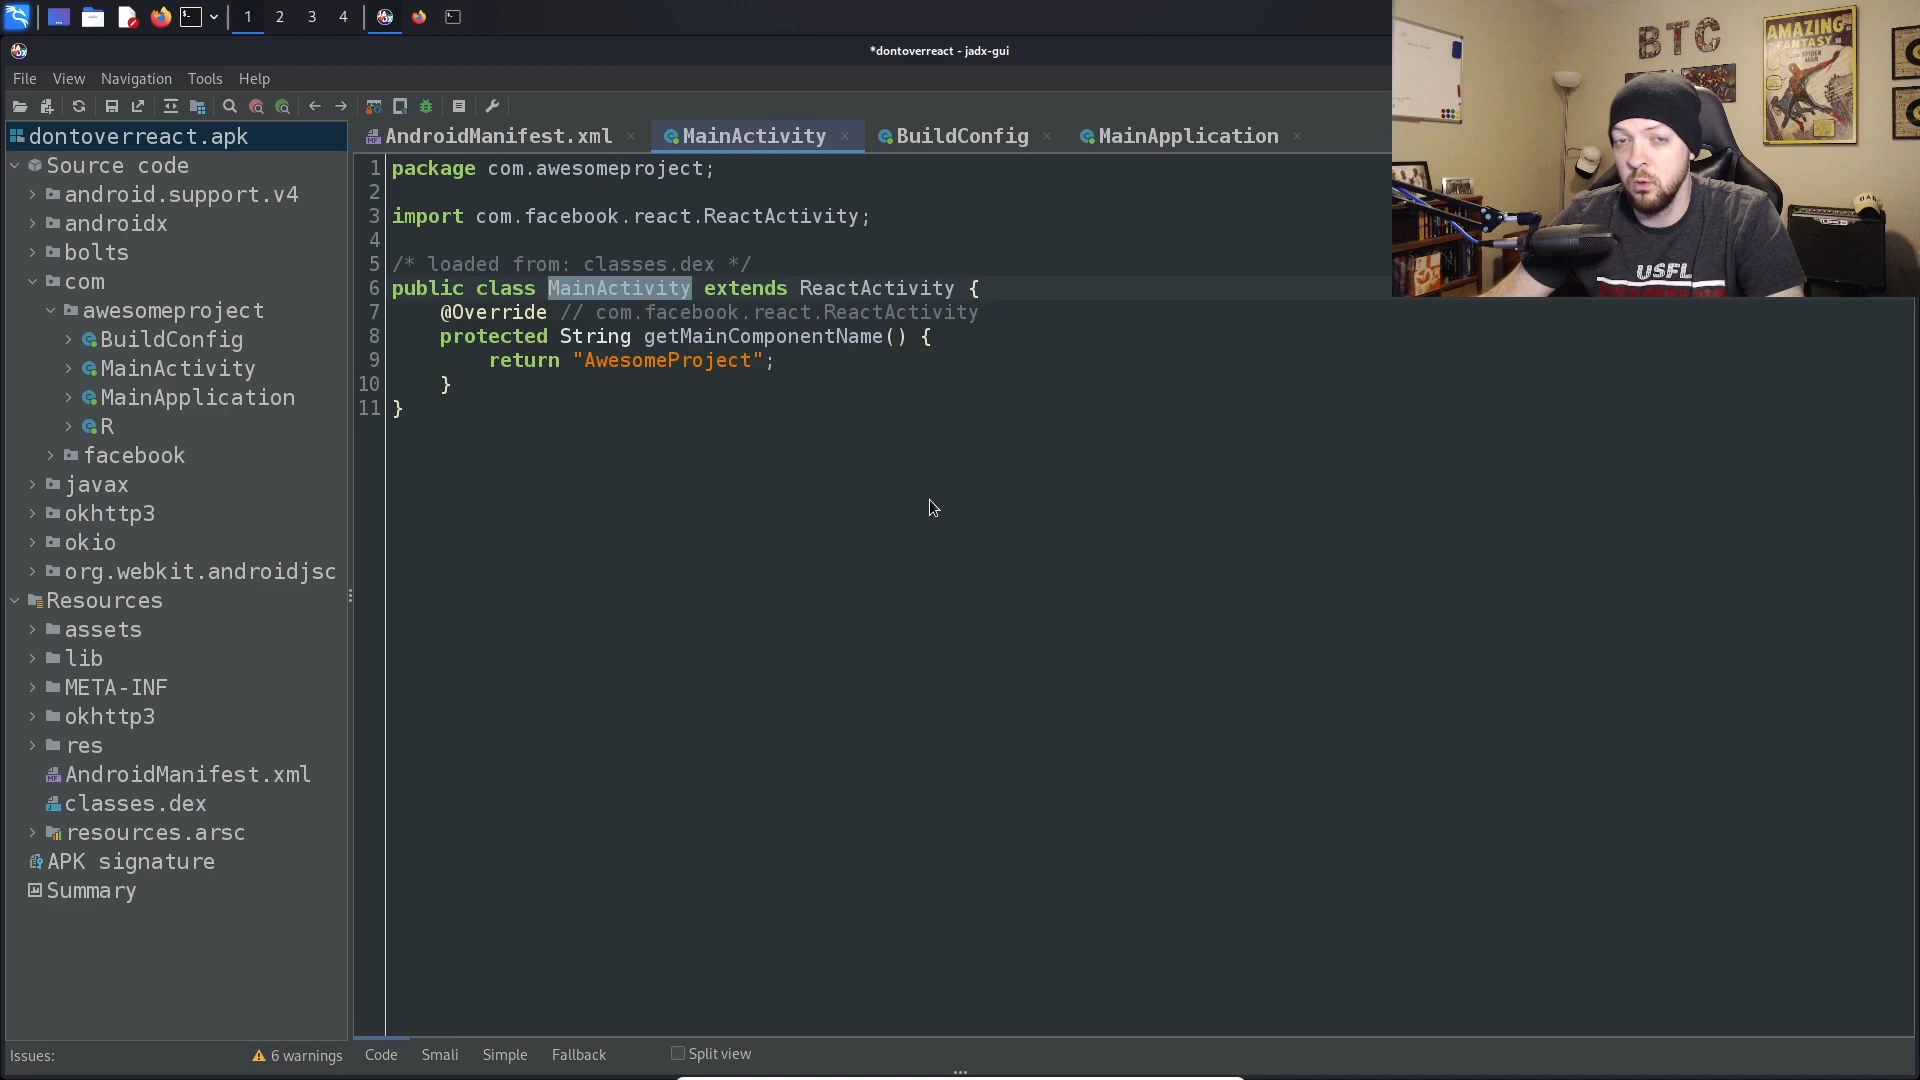 1 2 3 4
*dontoverreact - jadx-gui
File View Navigation Tools Help
dontoverreact.apk
Source code
android.support.v4
androidx
bolts
com
awesomeproject
BuildConfig
MainActivity
MainApplication
R
facebook
javax
okhttp3
okio
org.webkit.androidjsc
Resources
assets
lib
META-INF
okhttp3
res
AndroidManifest.xml
classes.dex
resources.arsc
APK signature
Summary
Issues: 6 warnings
AndroidManifest.xml MainActivity BuildConfig MainApplication
1 package com.awesomeproject;
2
3 import com.facebook.react.ReactActivity;
4
5 /* loaded from: classes.dex */
6 public class MainActivity extends ReactActivity {
7 @Override // com.facebook.react.ReactActivity
8 protected String getMainComponentName() {
9 return "AwesomeProject";
10 }
11 }
Code Smali Simple Fallback Split view
BTC
AMAZING
FANTASY
USFL